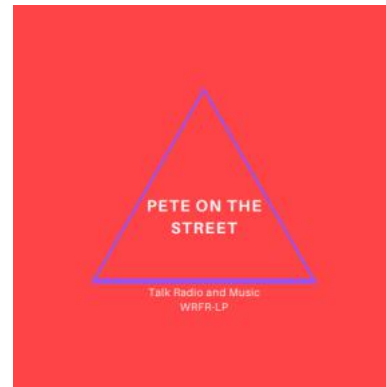 PETE ON THE
STREET
Talk Radio and Music
WRFR-LP